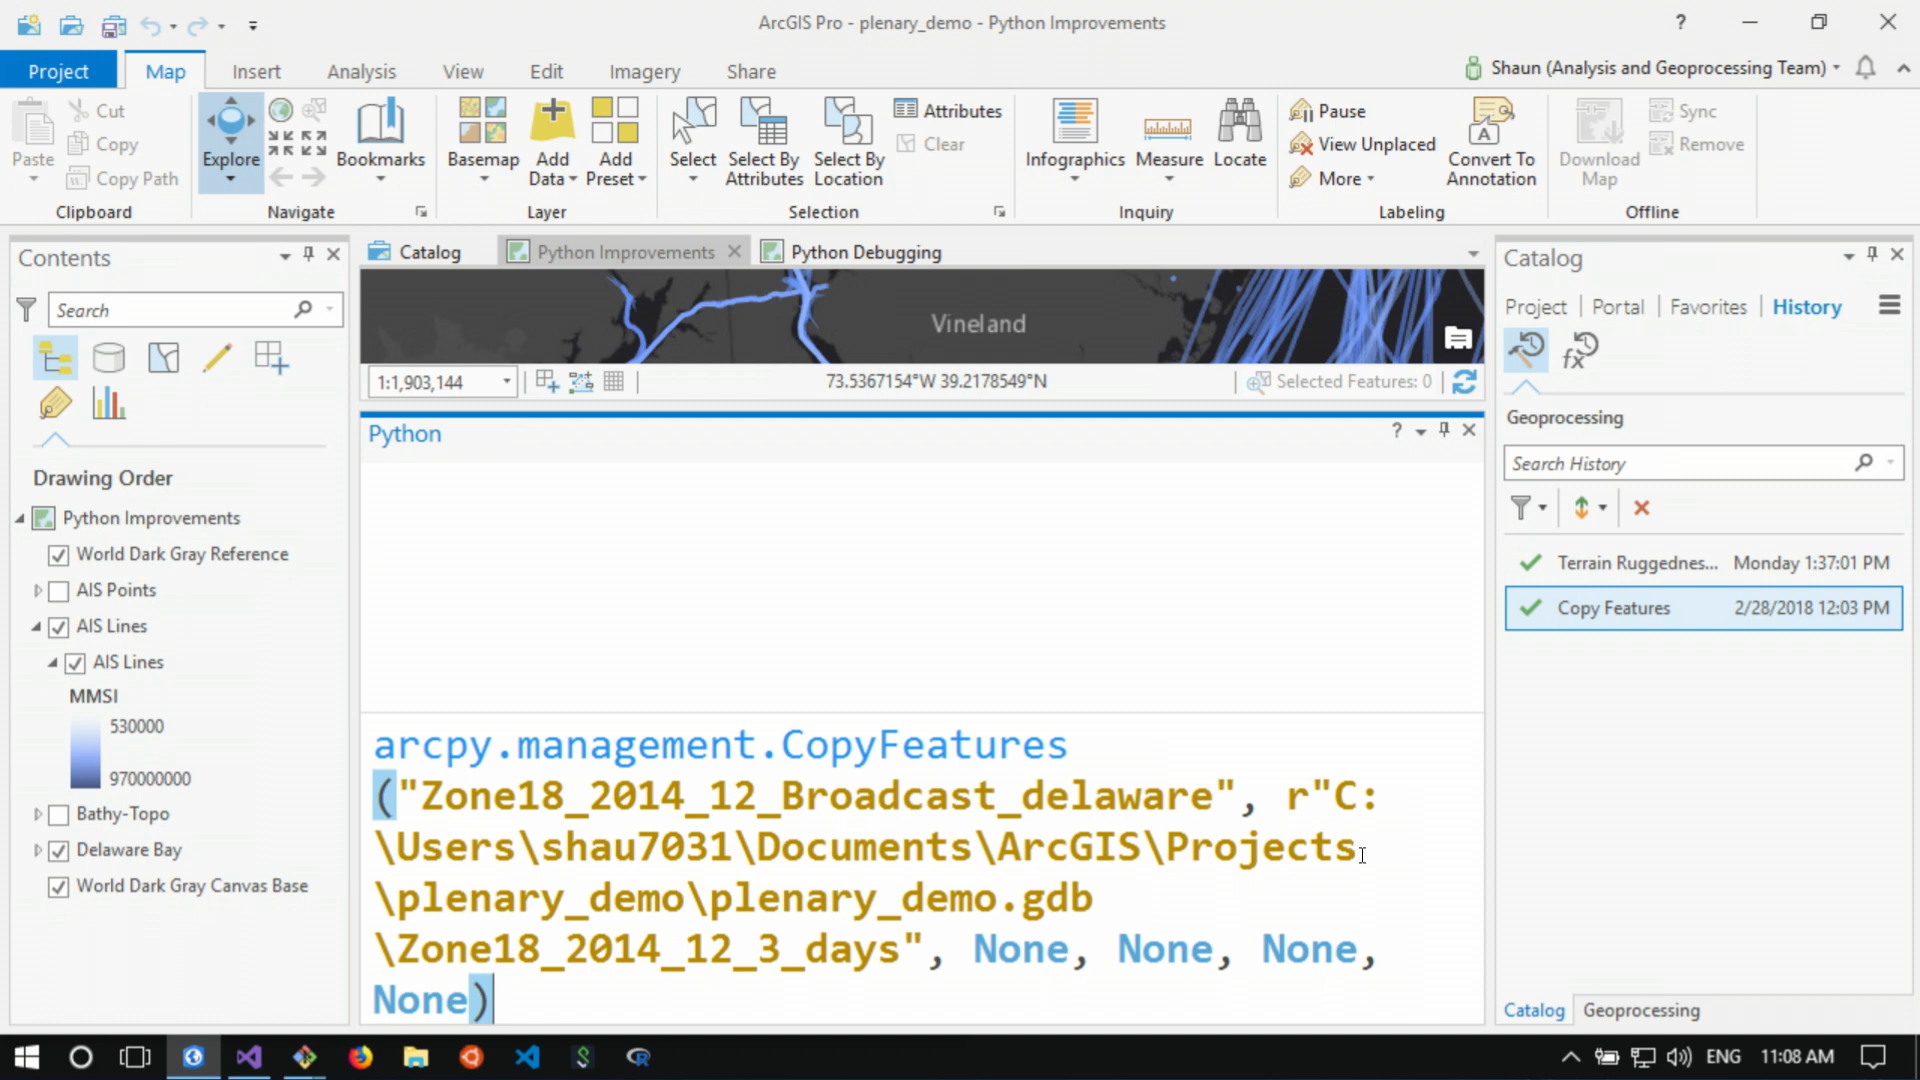 ArcGIS Pro - plenary_demo - Python Improvements
?
Project
Map
Insert
Analysis
View
Edit
Imagery
Share
Shaun (Analysis and Geoprocessing Team)
Paste
Cut
Copy
Copy Path
Clipboard
Explore
Bookmarks
Navigate
Basemap
Add Data
Add Preset
Layer
Select
Select By Attributes
Select By Location
Attributes
Clear
Selection
Infographics
Measure
Locate
Inquiry
Pause
View Unplaced
More
Convert To Annotation
Labeling
Download Map
Sync
Remove
Offline
Contents
Search
Drawing Order
Python Improvements
World Dark Gray Reference
AIS Points
AIS Lines
AIS Lines
MMSI
530000
970000000
Bathy-Topo
Delaware Bay
World Dark Gray Canvas Base
Catalog
Python Improvements
Python Debugging
Vineland
1:1,903,144
73.5367154°W 39.2178549°N
Selected Features: 0
Python
?
arcpy.management.CopyFeatures
("Zone18_2014_12_Broadcast_delaware", r"C:
\Users\shau7031\Documents\ArcGIS\Projects
\plenary_demo\plenary_demo.gdb
\Zone18_2014_12_3_days", None, None, None,
None)
Catalog
Project
Portal
Favorites
History
fx
Geoprocessing
Search History
Terrain Ruggednes... Monday 1:37:01 PM
Copy Features 2/28/2018 12:03 PM
Catalog
Geoprocessing
ENG
11:08 AM